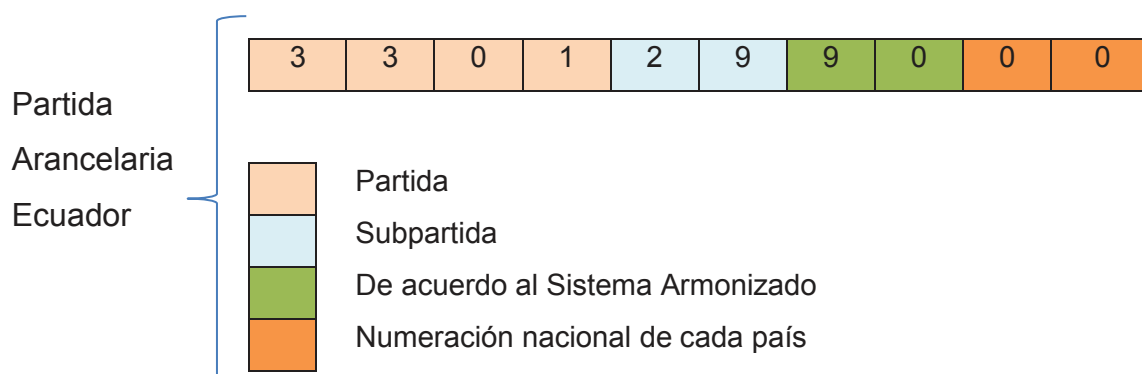 3 3 0 1 2 9 9 0 0 0
Partida
Arancelaria
Ecuador
Partida
Subpartida
De acuerdo al Sistema Armonizado
Numeración nacional de cada país